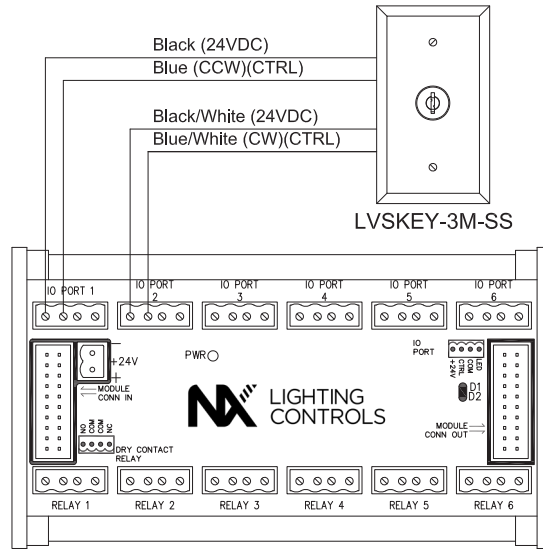 Black (24VDC)
Blue (CCW)(CTRL)
Black/White (24VDC)
Blue/White (CW)(CTRL)
LVSKEY-3M-SS
IO PORT 1
IO PORT
2
IO PORT
3
IO PORT
4
IO PORT
5
IO PORT
6
+24V
MODULE
CONN IN
NO
COM
COM
NC
DRY CONTACT
RELAY
PWR
NX LIGHTING
CONTROLS
IO
PORT
+24V
CTRL
COM
LED
D1
D2
MODULE
CONN OUT
RELAY 1
RELAY 2
RELAY 3
RELAY 4
RELAY 5
RELAY 6